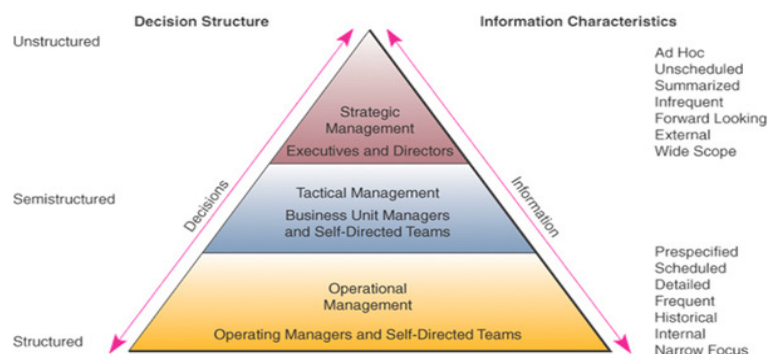 Decision Structure
Information Characteristics
Unstructured
Semistructured
Structured
Decisions
Strategic
Management
Executives and Directors
Tactical Management
Business Unit Managers
and Self-Directed Teams
Operational
Management
Operating Managers and Self-Directed Teams
Information
Ad Hoc
Unscheduled
Summarized
Infrequent
Forward Looking
External
Wide Scope
Prespecified
Scheduled
Detailed
Frequent
Historical
Internal
Narrow Focus